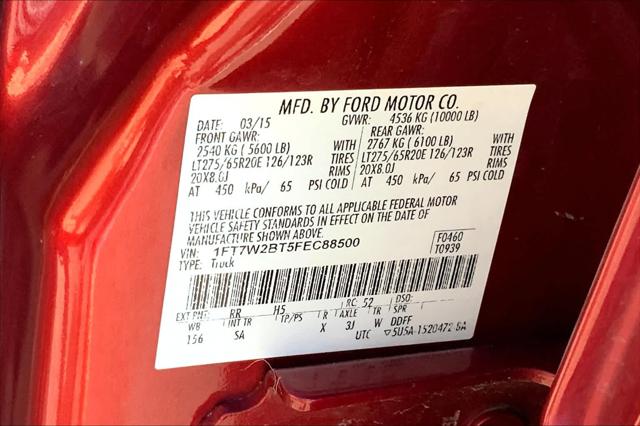 MFD. BY FORD MOTOR CO.
DATE: 03/15 GVWR: 4536 KG (10000 LB)
FRONT GAWR: REAR GAWR:
2540 KG ( 5600 LB) WITH 2767 KG ( 6100 LB) WITH
LT275/65R20E 126/123R TIRES LT275/65R20E 126/123R TIRES
20X8.0J RIMS 20X8.0J RIMS
AT 450 kPa/ 65 PSI COLD AT 450 kPa/ 65 PSI COLD
THIS VEHICLE CONFORMS TO ALL APPLICABLE FEDERAL MOTOR
VEHICLE SAFETY STANDARDS IN EFFECT ON THE DATE OF
MANUFACTURE SHOWN ABOVE.
VIN: 1FT7W2BT5FEC88500 F0460
TYPE: Truck T0939
EXT PNT: RR H5 RC: 52 DSO:
WB INT TR TP/PS R AXLE TR SPR
156 SA X 3J W DDFF
UTC ▽5U5A-1520472-BA